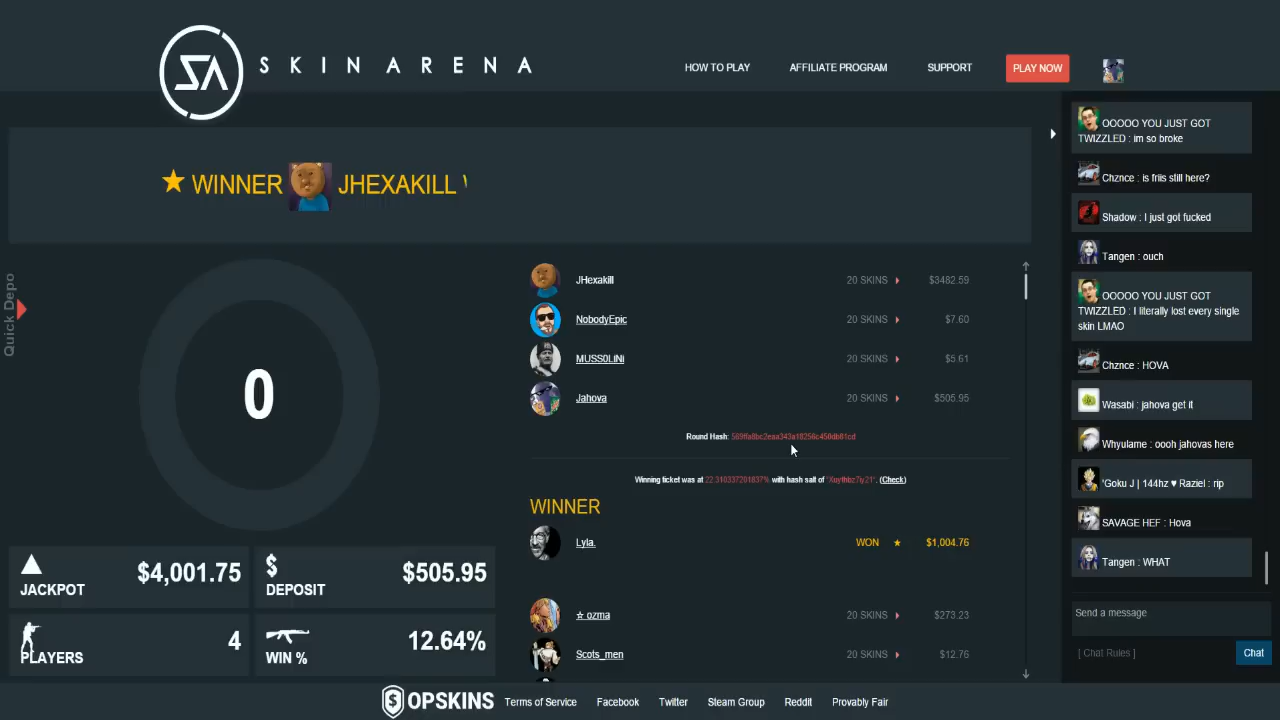 SKINARENA
HOW TO PLAY
AFFILIATE PROGRAM
SUPPORT
PLAY NOW
★ WINNER JHEXAKILL
Quick Depo
0
JACKPOT
$4,001.75
$
DEPOSIT
$505.95
PLAYERS
4
WIN %
12.64%
JHexakill 20 SKINS $3482.59
NobodyEpic 20 SKINS $7.60
MUSS0LiNi 20 SKINS $5.61
Jahova 20 SKINS $505.95
Round Hash:
Winning ticket was at 22.310337201837% with hash salt of (Check)
WINNER
Lyla. WON ★ $1,004.76
☆ ozma 20 SKINS $273.23
Scots_men 20 SKINS $12.76
OOOOO YOU JUST GOT
TWIZZLED : im so broke
Chznce : is friis still here?
Shadow : I just got fucked
Tangen : ouch
OOOOO YOU JUST GOT
TWIZZLED : I literally lost every single
skin LMAO
Chznce : HOVA
Wasabi : jahova get it
Whyulame : oooh jahovas here
'Goku J | 144hz ♥ Raziel : rip
SAVAGE HEF : Hova
Tangen : WHAT
Send a message
[ Chat Rules ]
Chat
OPSKINS
Terms of Service
Facebook
Twitter
Steam Group
Reddit
Provably Fair